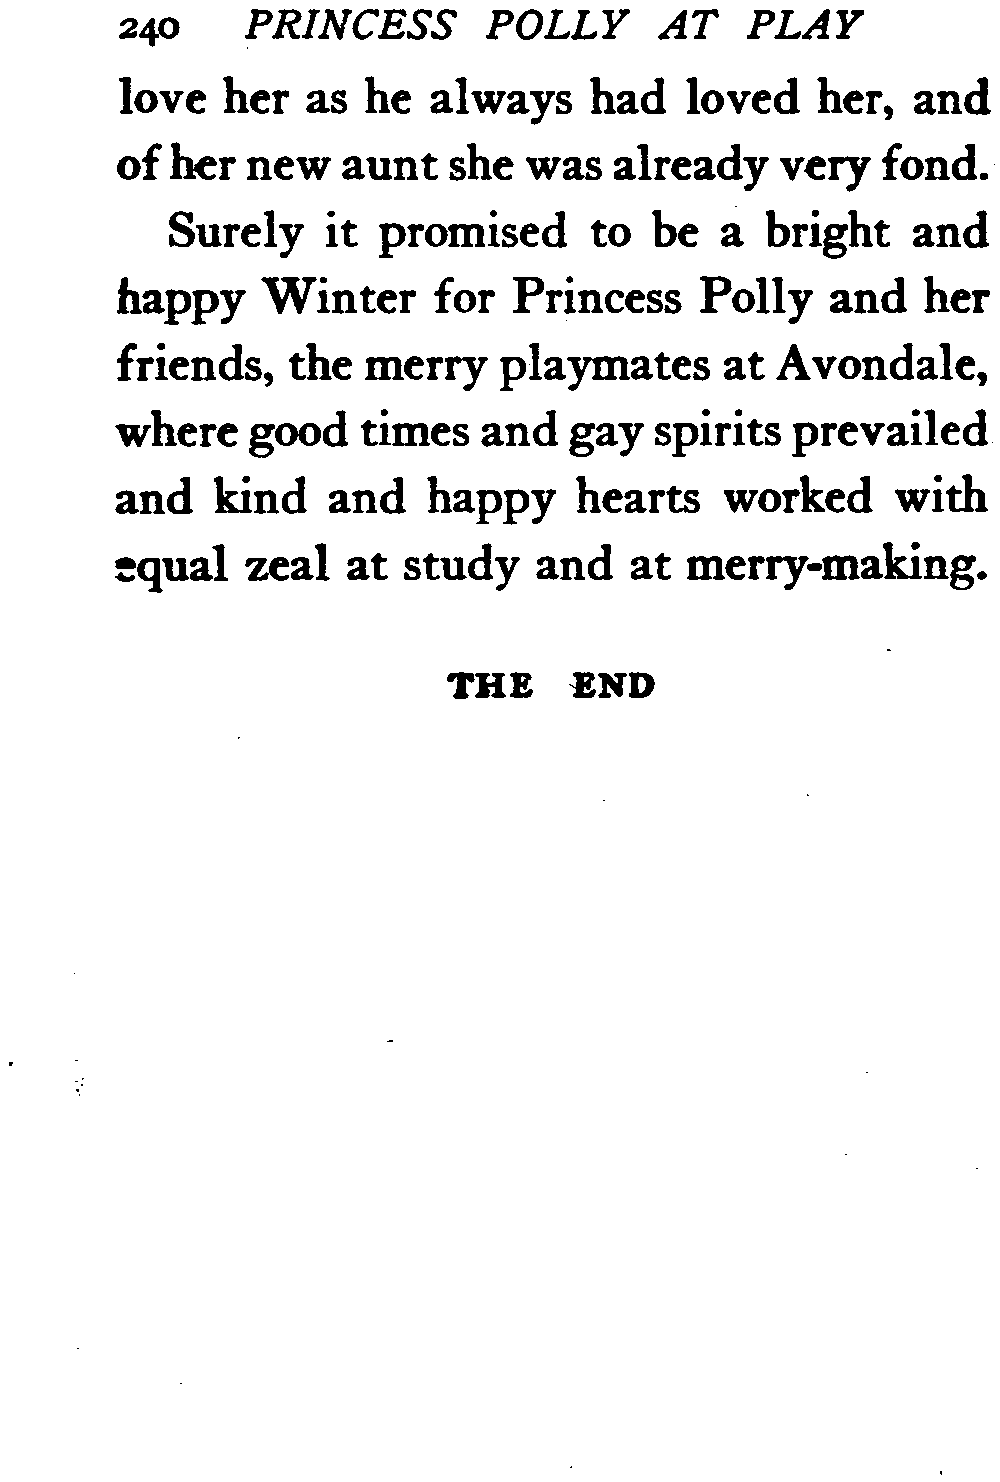 240 PRINCESS POLLY AT PLAY
love her as he always had loved her, and
of her new aunt she was already very fond.
Surely it promised to be a bright and
happy Winter for Princess Polly and her
friends, the merry playmates at Avondale,
where good times and gay spirits prevailed
and kind and happy hearts worked with
equal zeal at study and at merry-making.
THE END